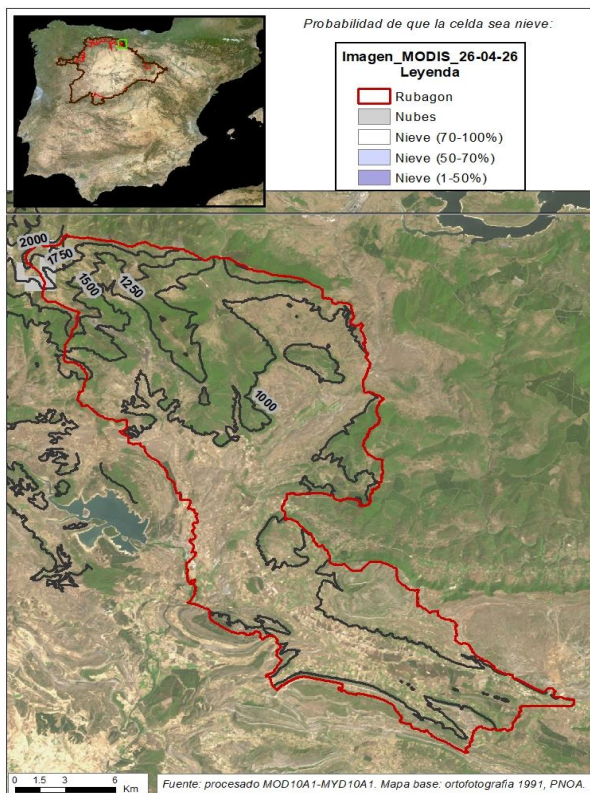 Probabilidad de que la celda sea nieve:
Imagen_MODIS_26-04-26
Leyenda
Rubagon
Nubes
Nieve (70-100%)
Nieve (50-70%)
Nieve (1-50%)
2000
1750
1500
1250
1000
0 1.5 3 6
Km
Fuente: procesado MOD10A1-MYD10A1. Mapa base: ortofotografia 1991, PNOA.